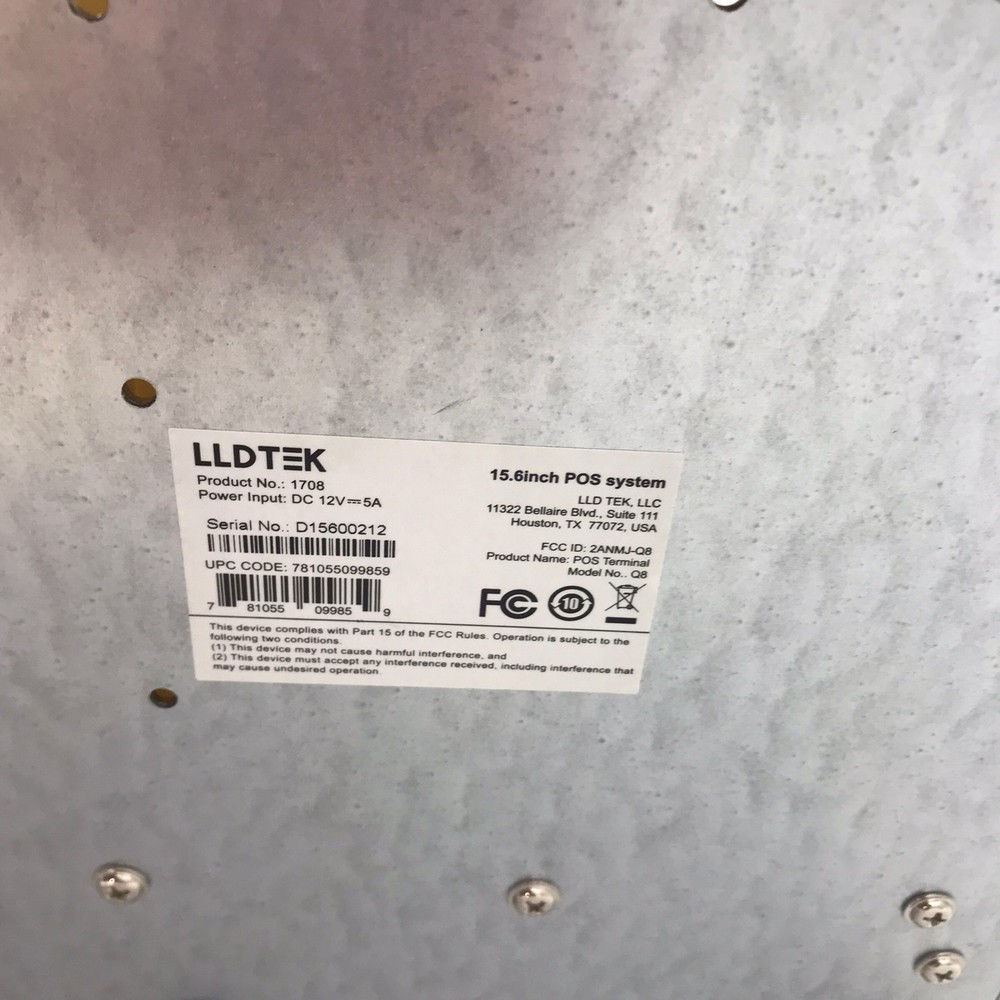 LLDTEK
Product No.: 1708
Power Input: DC 12V⎓5A
Serial No.: D15600212
UPC CODE: 781055099859
7 81055 09985 9
15.6inch POS system
LLD TEK, LLC
11322 Bellaire Blvd., Suite 111
Houston, TX 77072, USA
FCC ID: 2ANMJ-Q8
Product Name: POS Terminal
Model No.. Q8
FC 10
This device complies with Part 15 of the FCC Rules. Operation is subject to the
following two conditions.
(1) This device may not cause harmful interference, and
(2) This device must accept any interference received, including interference that
may cause undesired operation.